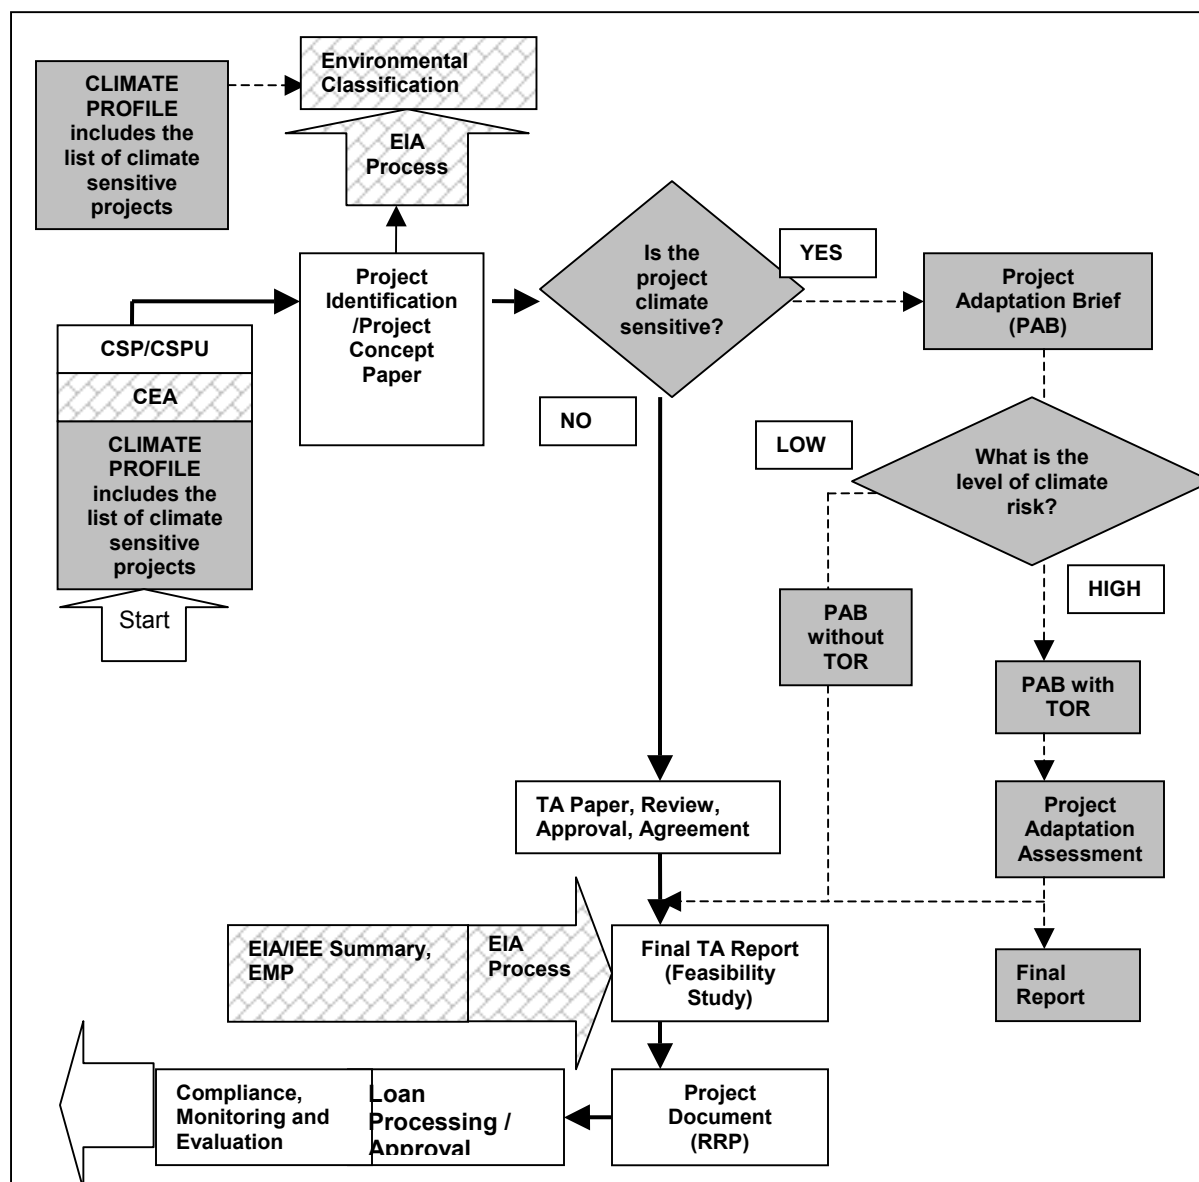 Environmental
Classification
CLIMATE
PROFILE
includes the
list of climate
sensitive
projects
EIA
Process
Is the
project
climate
sensitive?
YES
Project
Adaptation Brief
(PAB)
Project
Identification
/Project
Concept
Paper
CSP/CSPU
CEA
CLIMATE
PROFILE
includes the
list of climate
sensitive
projects
Start
NO
LOW
What is the
level of climate
risk?
HIGH
PAB
without
TOR
PAB with
TOR
TA Paper, Review,
Approval, Agreement
Project
Adaptation
Assessment
EIA/IEE Summary,
EMP
EIA
Process
Final TA Report
(Feasibility
Study)
Final
Report
Compliance,
Monitoring and
Evaluation
Loan
Processing /
Approval
Project
Document
(RRP)